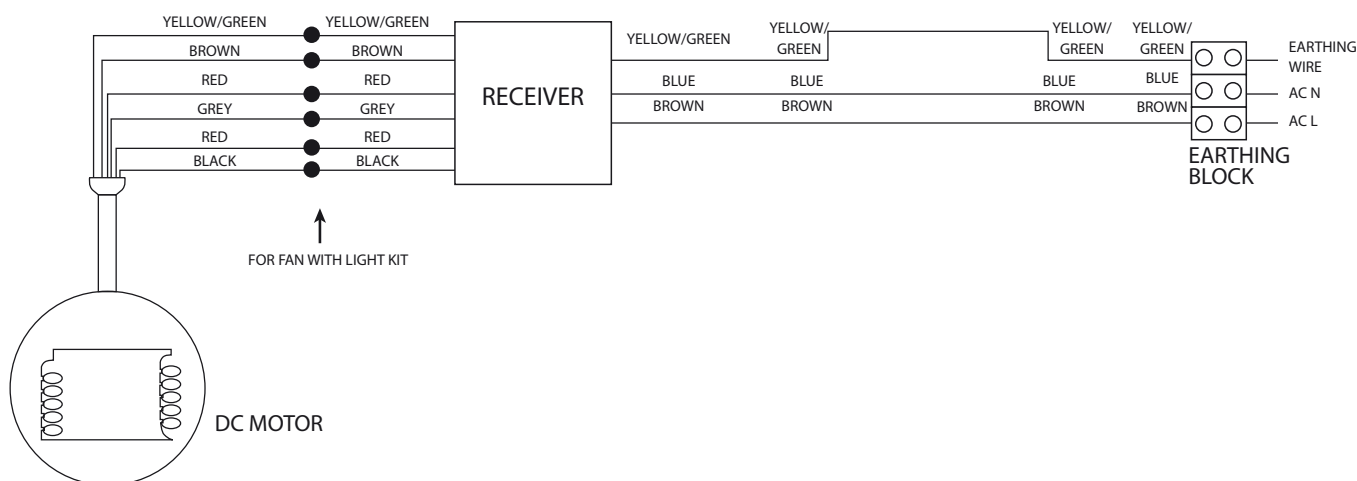 YELLOW/GREEN YELLOW/GREEN
BROWN BROWN
RED RED
GREY GREY
RED RED
BLACK BLACK
FOR FAN WITH LIGHT KIT
DC MOTOR
RECEIVER
YELLOW/GREEN
YELLOW/
GREEN
YELLOW/
GREEN
YELLOW/
GREEN
BLUE BLUE BLUE BLUE
BROWN BROWN BROWN BROWN
EARTHING
WIRE
AC N
AC L
EARTHING
BLOCK